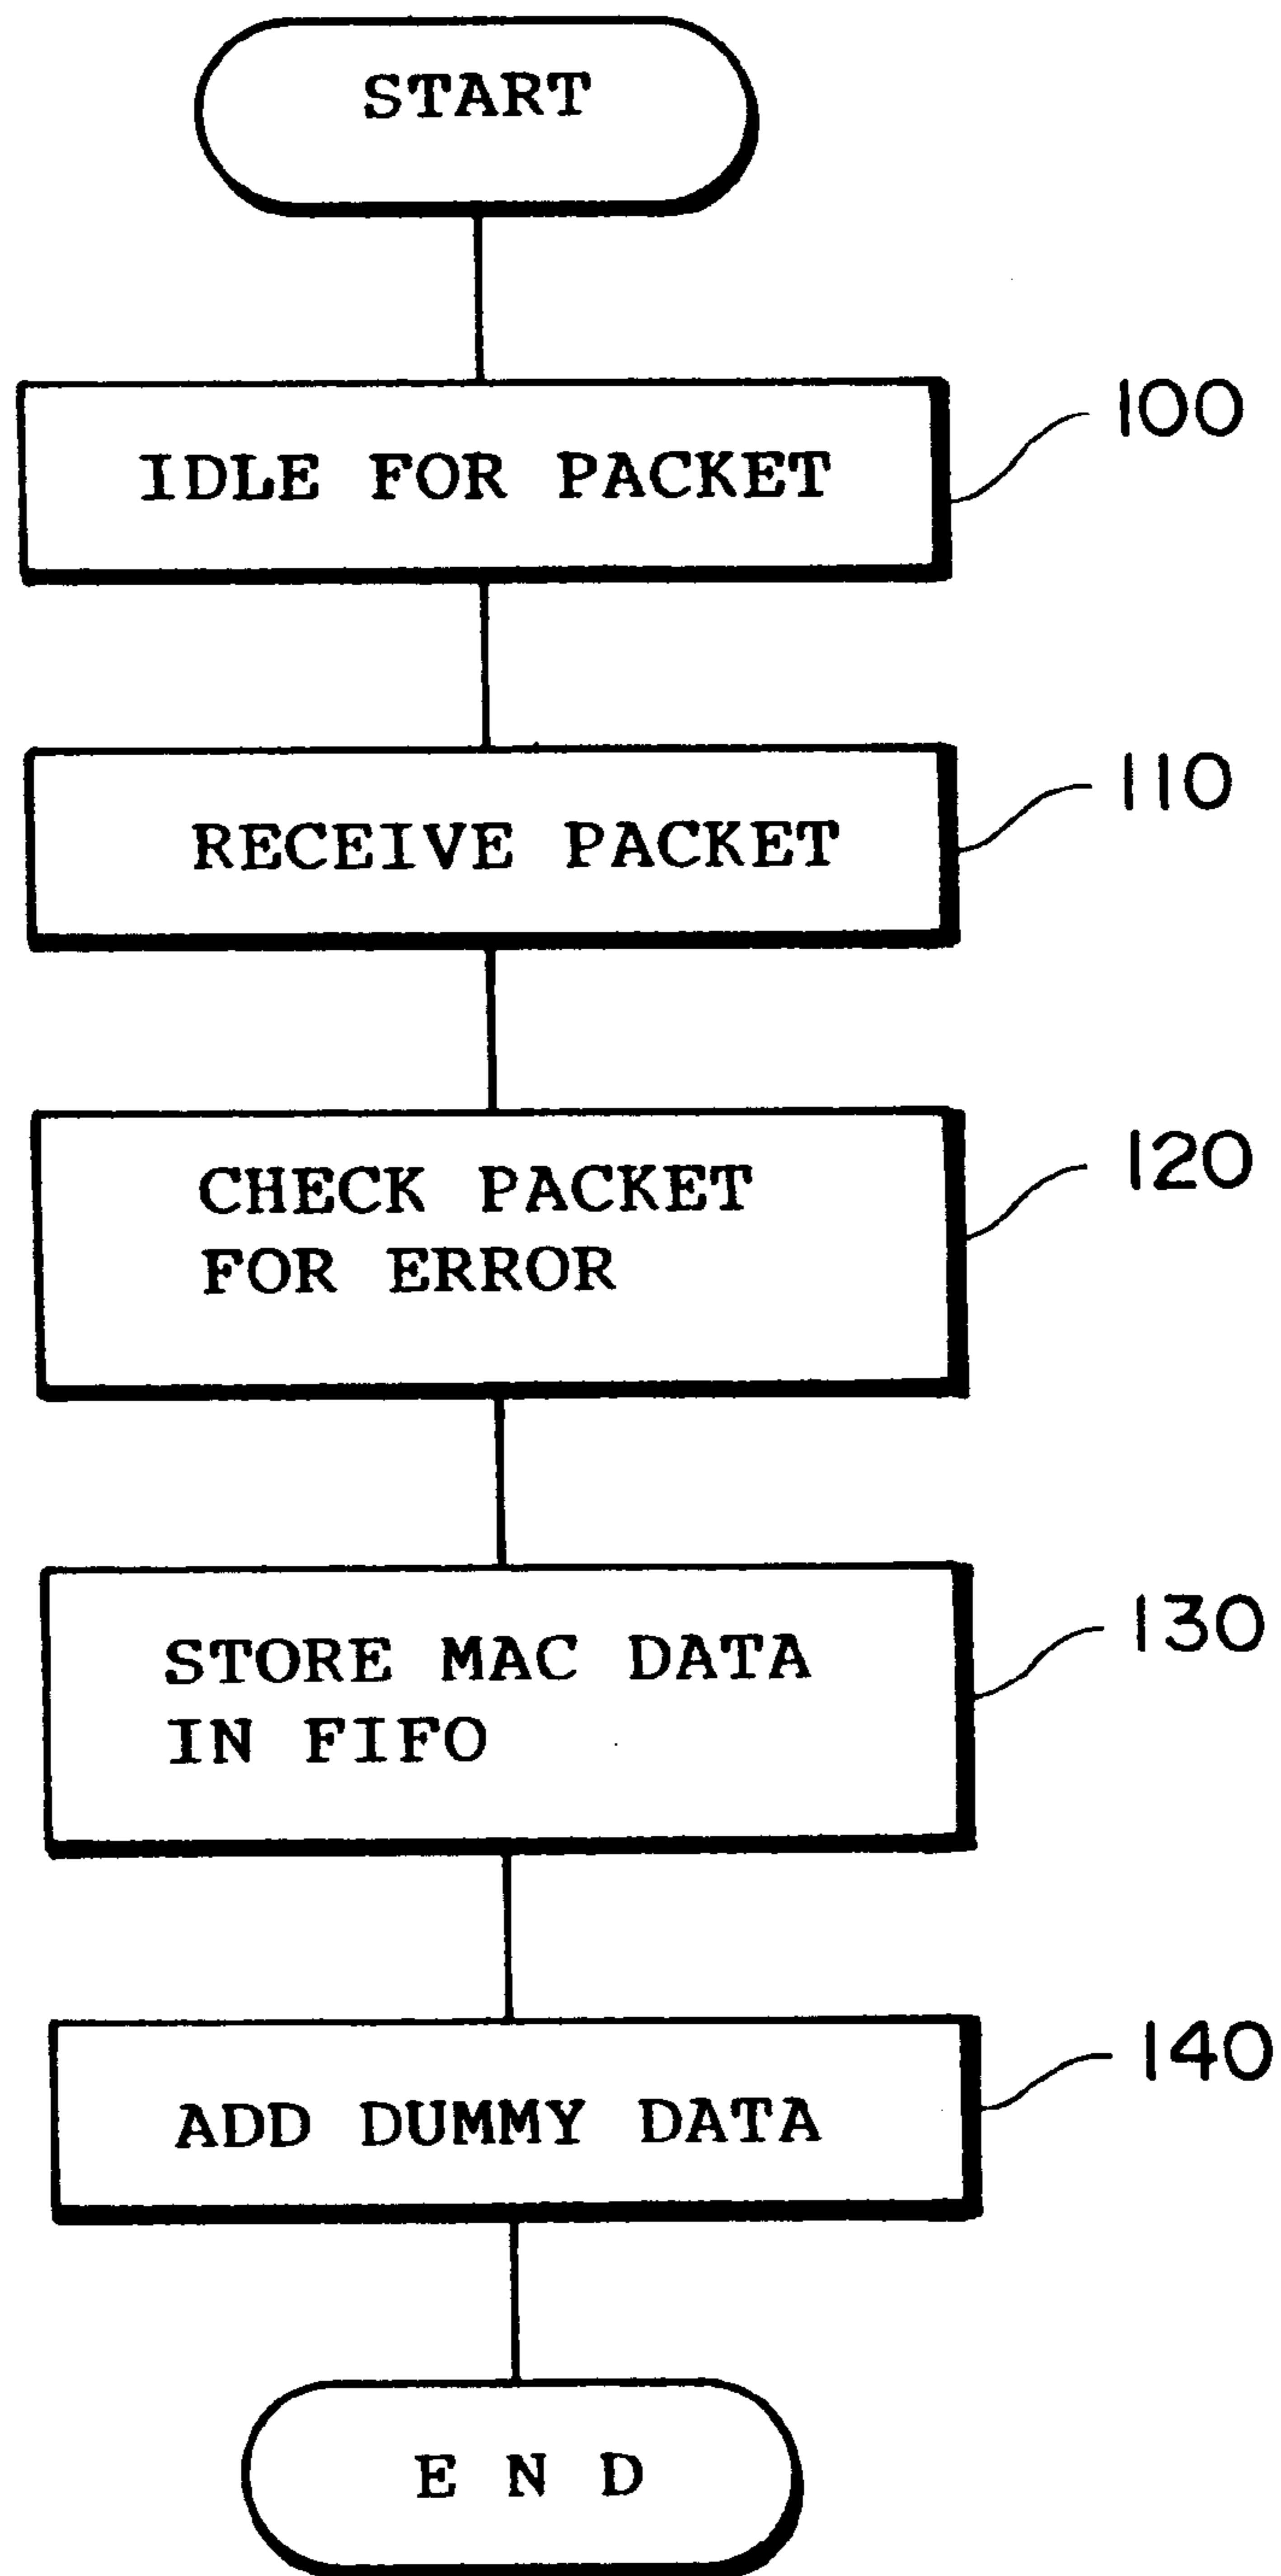 START
IDLE FOR PACKET
100
RECEIVE PACKET
110
CHECK PACKET
FOR ERROR
120
STORE MAC DATA
IN FIFO
130
ADD DUMMY DATA
140
E N D